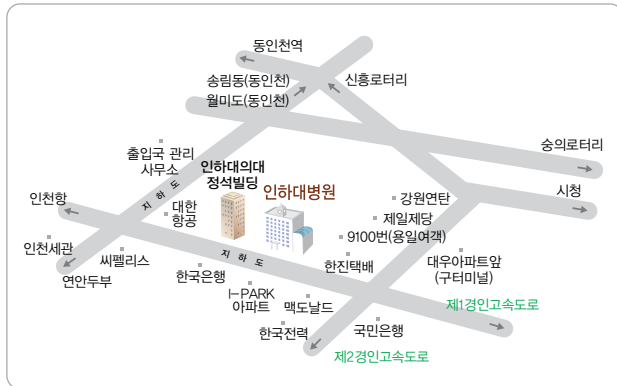 동인천역
송림동(동인천)
월미도(동인천)
신흥로터리
숭의로터리
출입국 관리
사무소
인하대의대
정석빌딩
인하대병원
시청
강원연탄
제일제당
9100번(용일여객)
인천항
지 하 도
대한
항공
인천세관
씨펠리스
연안두부
지 하 도
한국은행
한진택배
대우아파트앞
(구터미널)
I-PARK
아파트
맥도날드
제1경인고속도로
한국전력
국민은행
제2경인고속도로